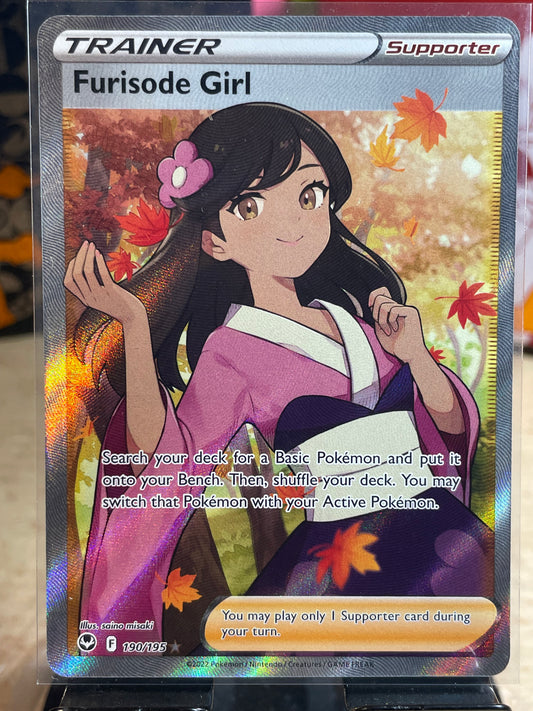 TRAINER Supporter
Furisode Girl
Search your deck for a Basic Pokémon and put it
onto your Bench. Then, shuffle your deck. You may
switch that Pokémon with your Active Pokémon.
Illus. saino misaki
F 190/195
You may play only 1 Supporter card during
your turn.
©2022 Pokémon / Nintendo / Creatures / GAME FREAK